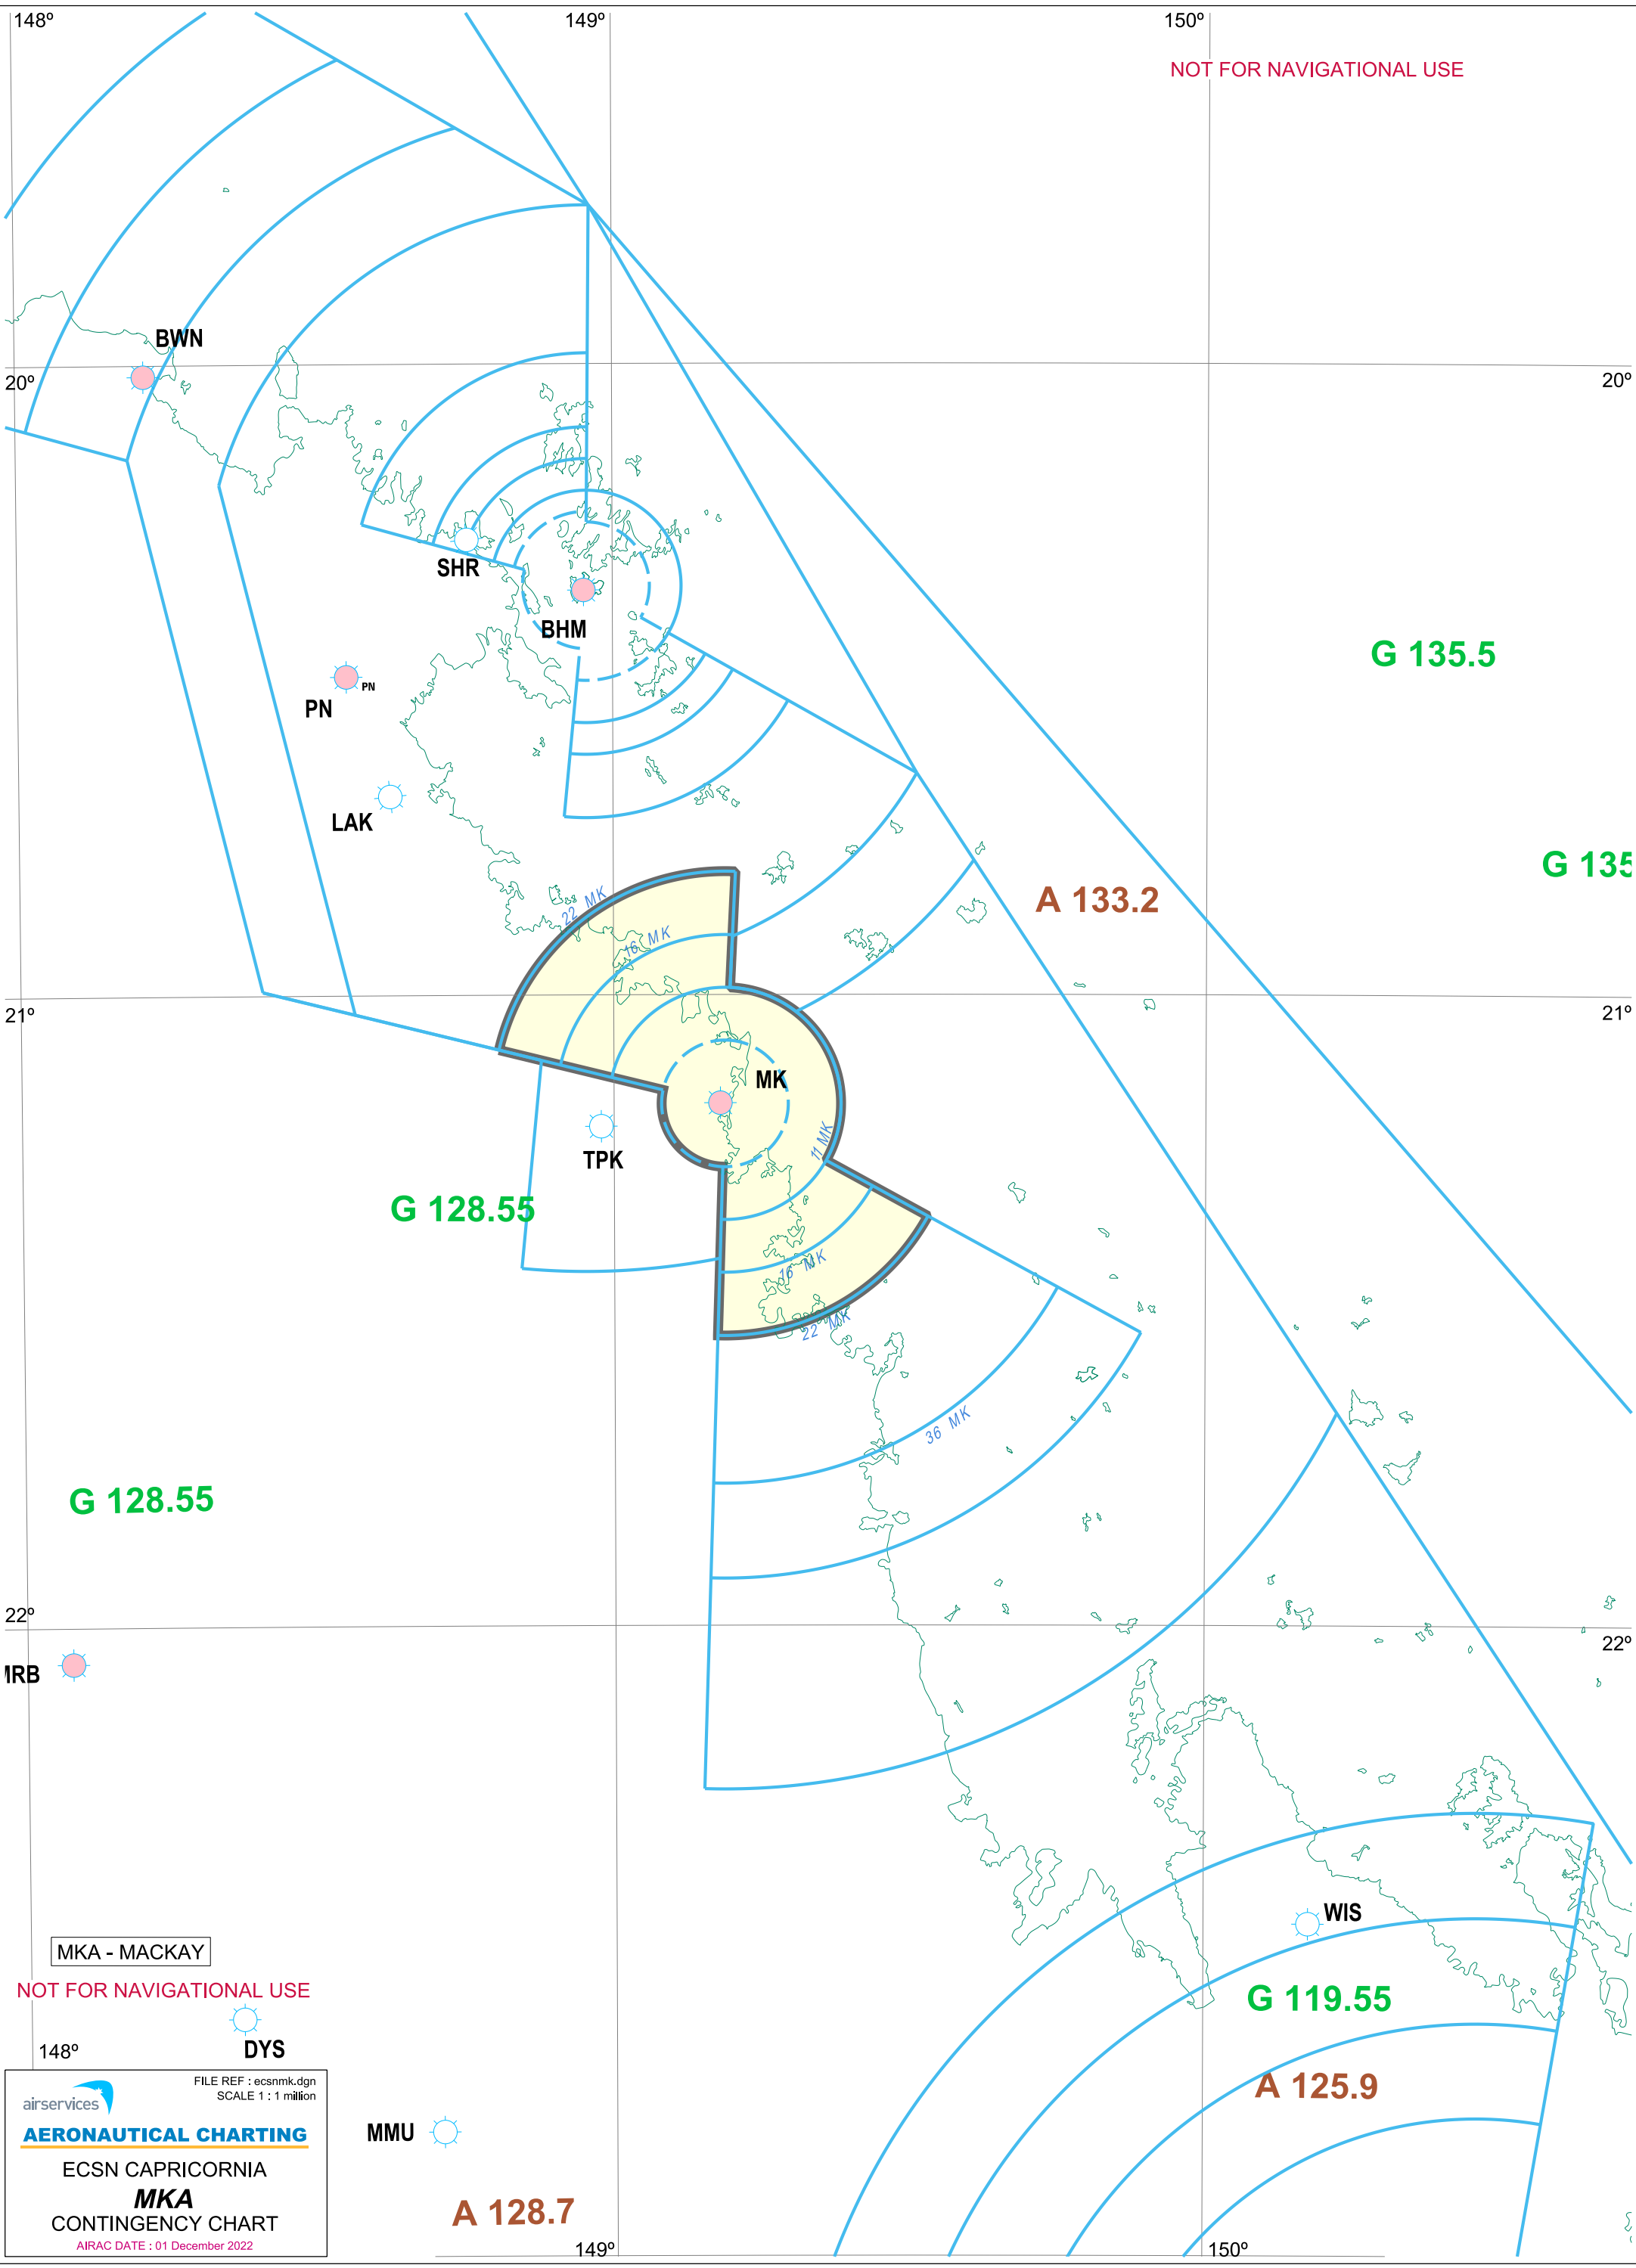 148º
149º
150º
NOT FOR NAVIGATIONAL USE
BWN
20º
20º
SHR
BHM
G 135.5
PN
PN
LAK
G 135
A 133.2
22 MK
16 MK
21º
21º
MK
11 MK
TPK
G 128.55
16 MK
22 MK
36 MK
G 128.55
22º
22º
MRB
WIS
MKA - MACKAY
NOT FOR NAVIGATIONAL USE
G 119.55
148º
DYS
FILE REF : ecsnmk.dgn
SCALE 1 : 1 million
airservices
A 125.9
AERONAUTICAL CHARTING
MMU
ECSN CAPRICORNIA
MKA
CONTINGENCY CHART
A 128.7
AIRAC DATE : 01 December 2022
149º
150º